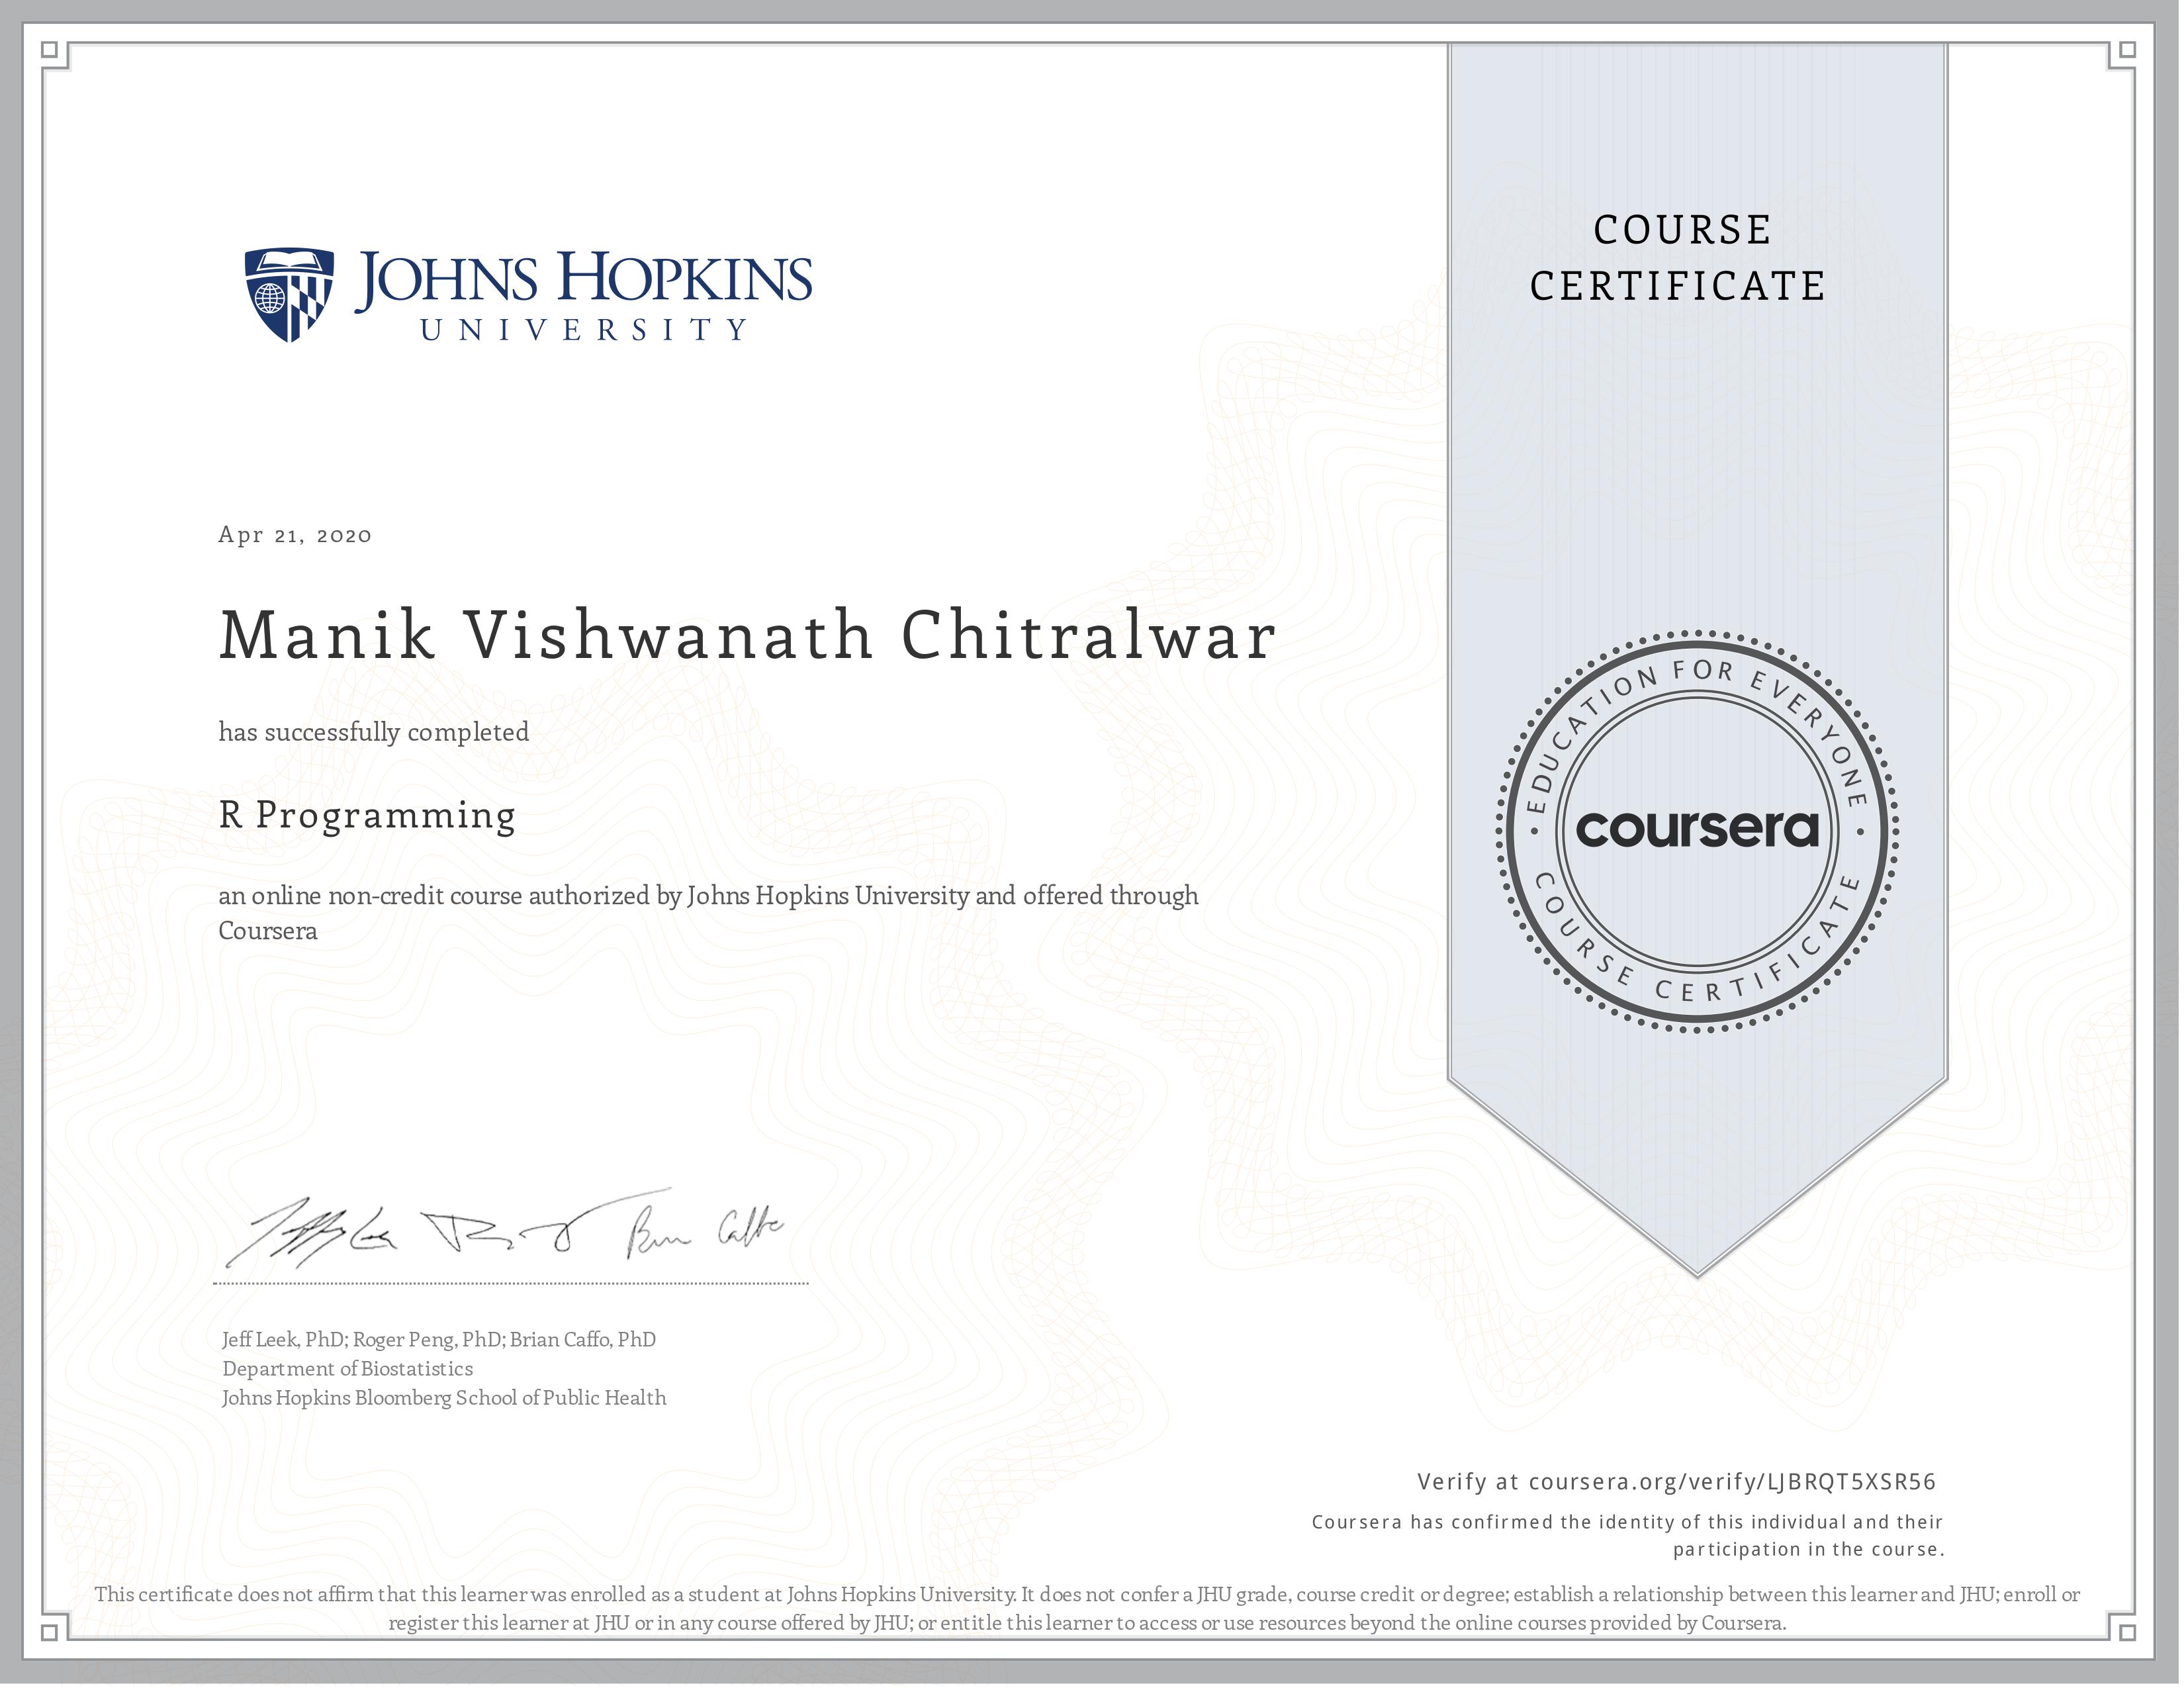 JOHNS HOPKINS
UNIVERSITY
COURSE
CERTIFICATE
Apr 21, 2020
Manik Vishwanath Chitralwar
has successfully completed
R Programming
an online non-credit course authorized by Johns Hopkins University and offered through
Coursera
EDUCATION FOR EVERYONE
coursera
COURSE CERTIFICATE
Jeff Leek, PhD; Roger Peng, PhD; Brian Caffo, PhD
Department of Biostatistics
Johns Hopkins Bloomberg School of Public Health
Verify at coursera.org/verify/LJBRQT5XSR56
Coursera has confirmed the identity of this individual and their
participation in the course.
This certificate does not affirm that this learner was enrolled as a student at Johns Hopkins University. It does not confer a JHU grade, course credit or degree; establish a relationship between this learner and JHU; enroll or
register this learner at JHU or in any course offered by JHU; or entitle this learner to access or use resources beyond the online courses provided by Coursera.